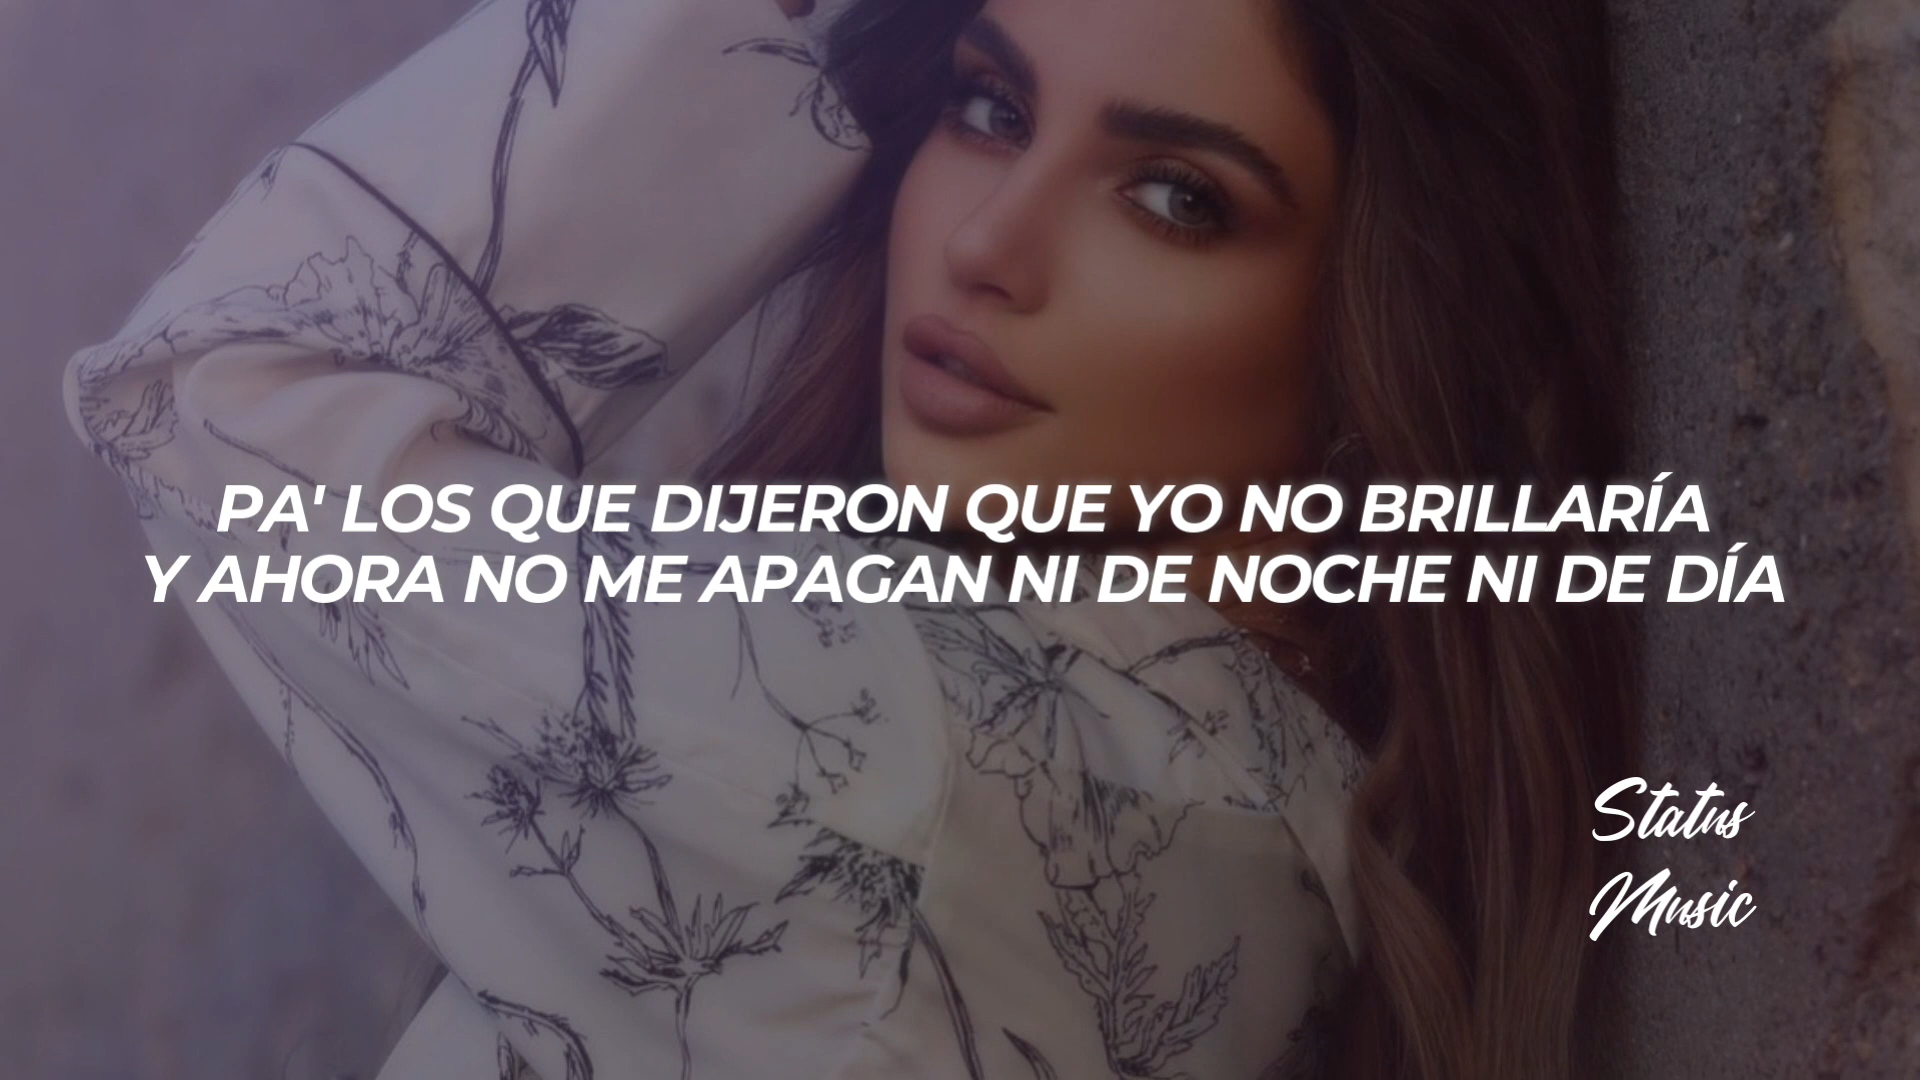 PA' LOS QUE DIJERON QUE YO NO BRILLARÍA
Y AHORA NO ME APAGAN NI DE NOCHE NI DE DÍA
Status
Music